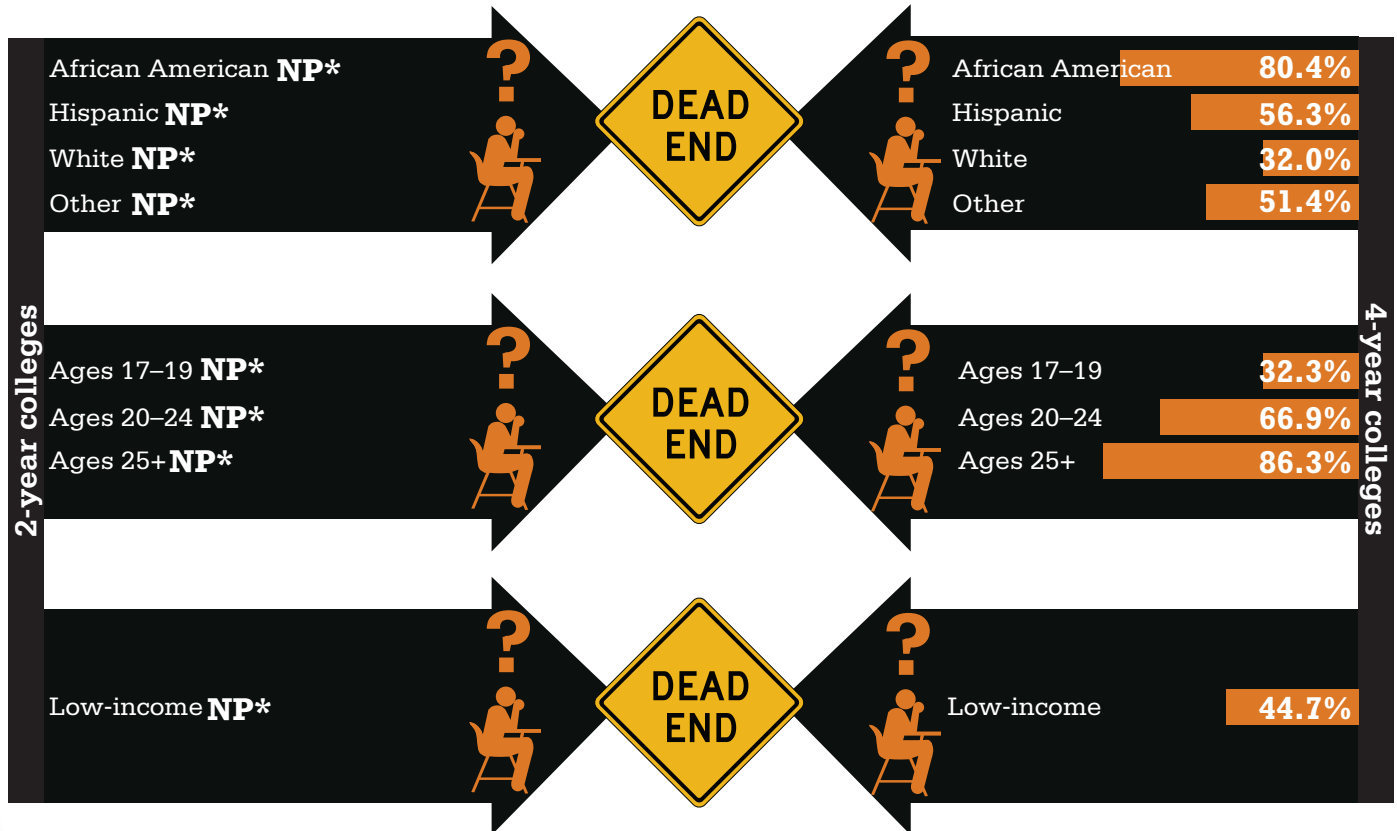 2-year colleges
African American NP*
Hispanic NP*
White NP*
Other NP*
?
DEAD
END
?
African American 80.4%
Hispanic 56.3%
White 32.0%
Other 51.4%
Ages 17–19 NP*
Ages 20–24 NP*
Ages 25+ NP*
?
DEAD
END
?
Ages 17–19 32.3%
Ages 20–24 66.9%
Ages 25+ 86.3%
Low-income NP*
?
DEAD
END
?
Low-income 44.7%
4-year colleges